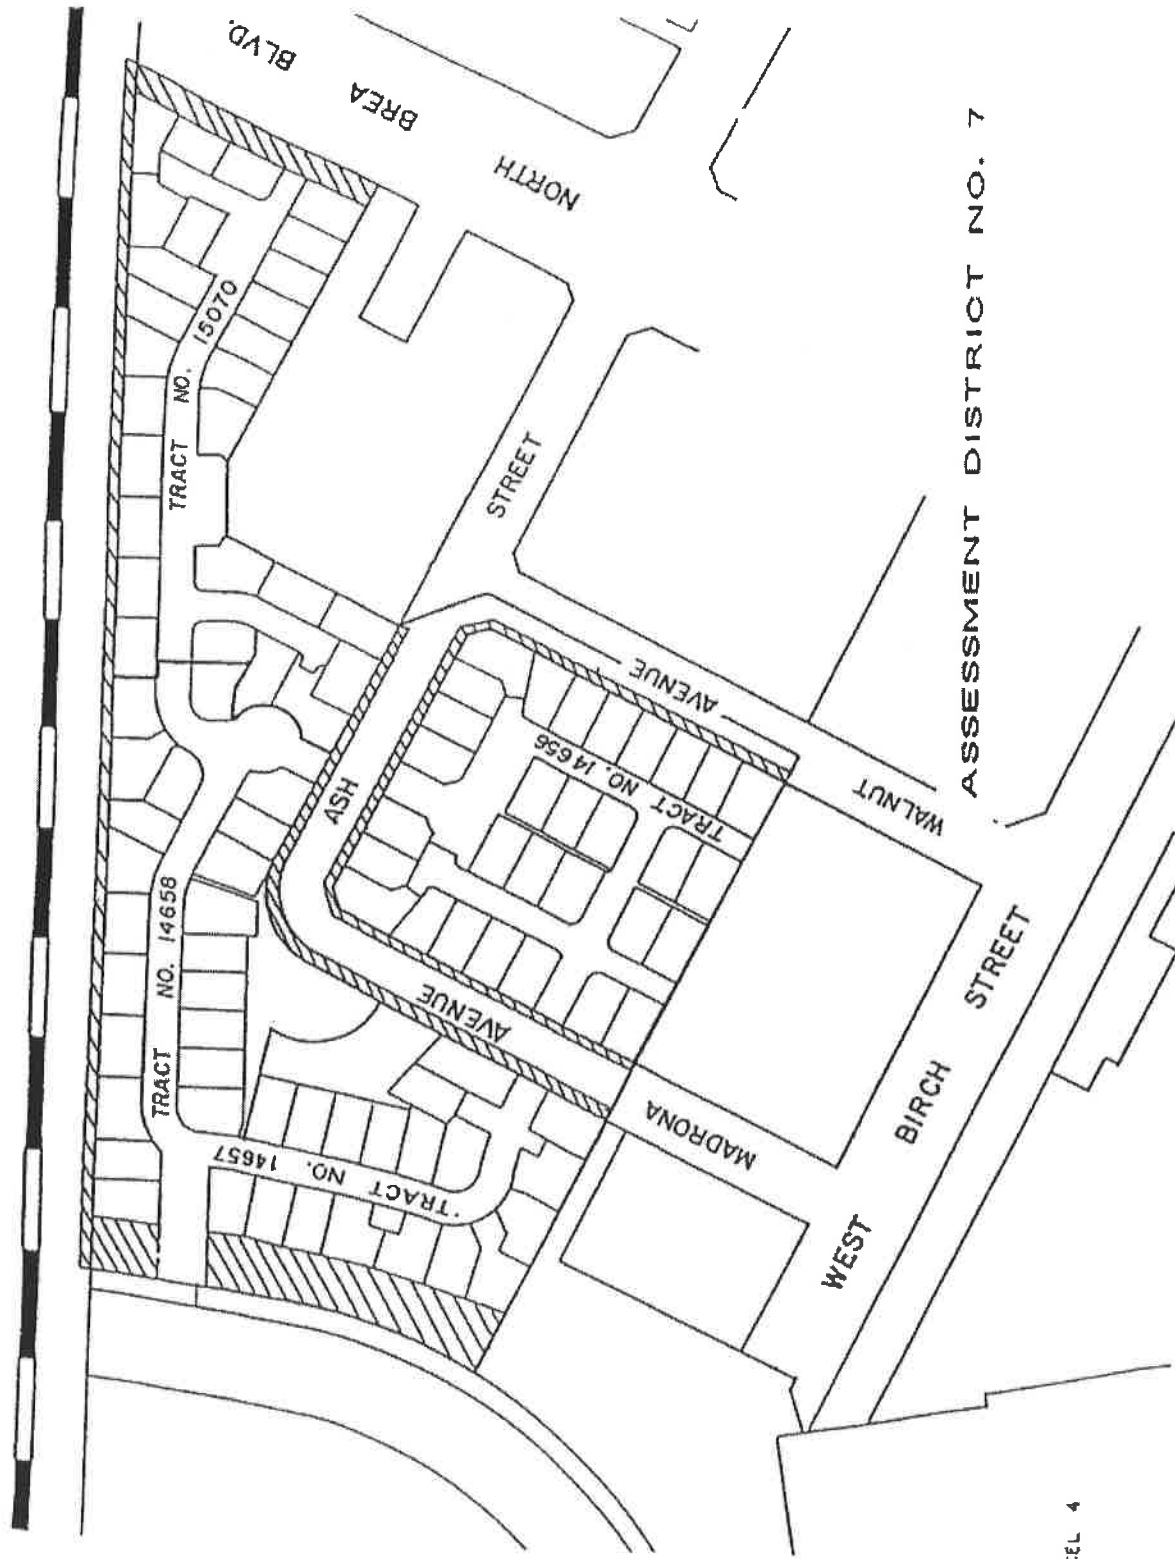 NORTH BREA BLVD.
TRACT NO. 15070
STREET
ASH
TRACT NO. 14658
AVENUE
TRACT NO. 14656
TRACT NO. 14657
AVENUE
WALNUT
MADRONA
WEST BIRCH STREET
ASSESSMENT DISTRICT NO. 7
4